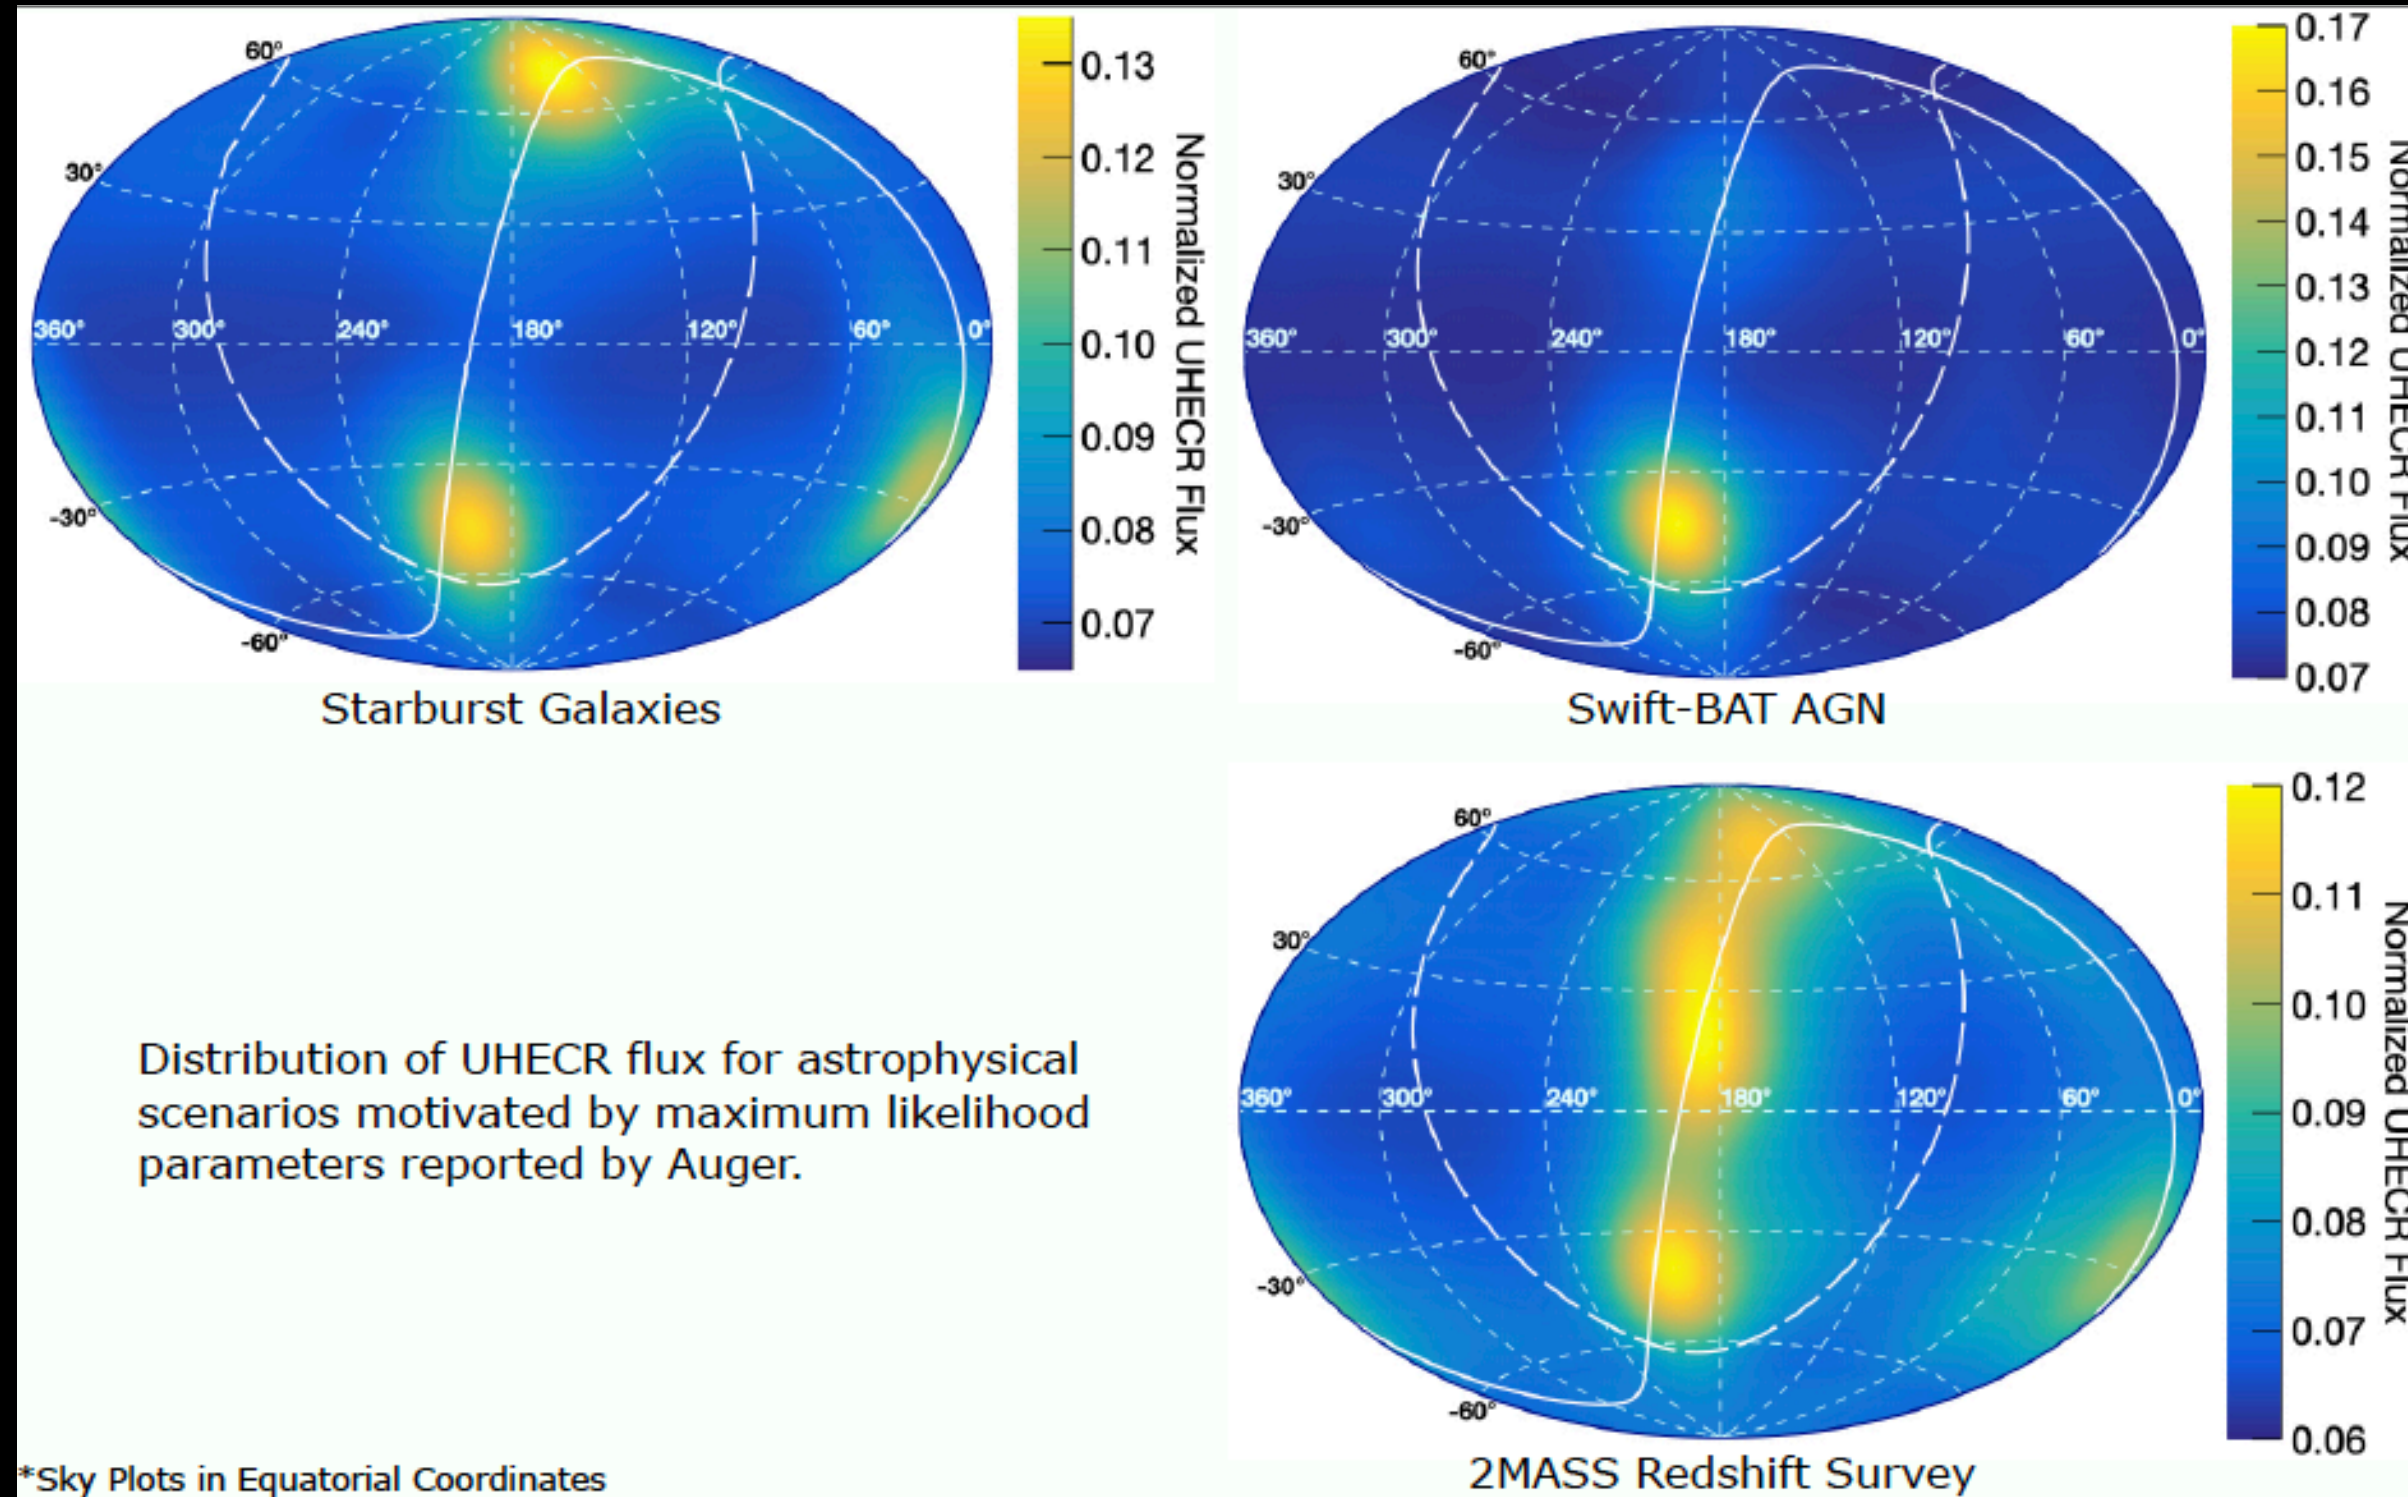 60°
30°
360° 300° 240° 180° 120° 60° 0°
-30°
-60°
0.13
0.12
0.11
0.10
0.09
0.08
0.07
Normalized UHECR Flux
Starburst Galaxies
60°
30°
360° 300° 240° 180° 120° 60° 0°
-30°
-60°
0.17
0.16
0.15
0.14
0.13
0.12
0.11
0.10
0.09
0.08
0.07
Normalized UHECR Flux
Swift-BAT AGN
Distribution of UHECR flux for astrophysical
scenarios motivated by maximum likelihood
parameters reported by Auger.
60°
30°
360° 300° 240° 180° 120° 60° 0°
-30°
-60°
0.12
0.11
0.10
0.09
0.08
0.07
0.06
Normalized UHECR Flux
2MASS Redshift Survey
*Sky Plots in Equatorial Coordinates